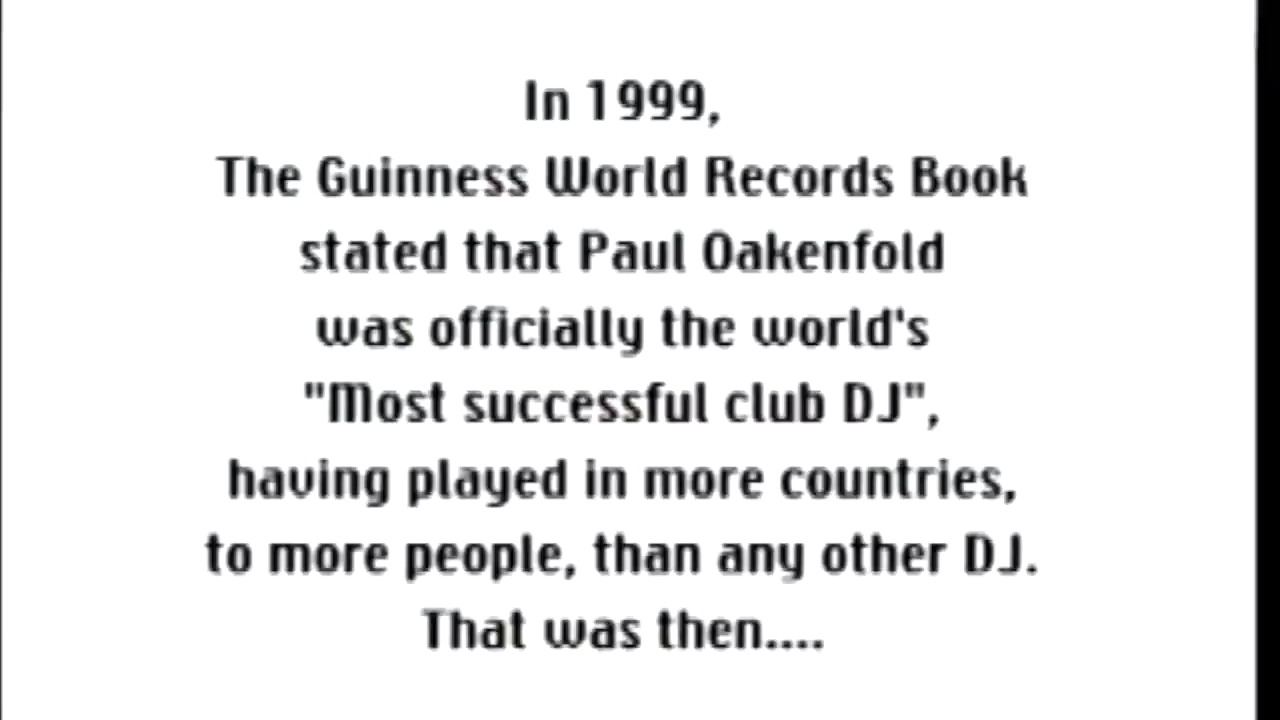 In 1999,
The Guinness World Records Book
stated that Paul Oakenfold
was officially the world's
"Most successful club DJ",
having played in more countries,
to more people, than any other DJ.
That was then....